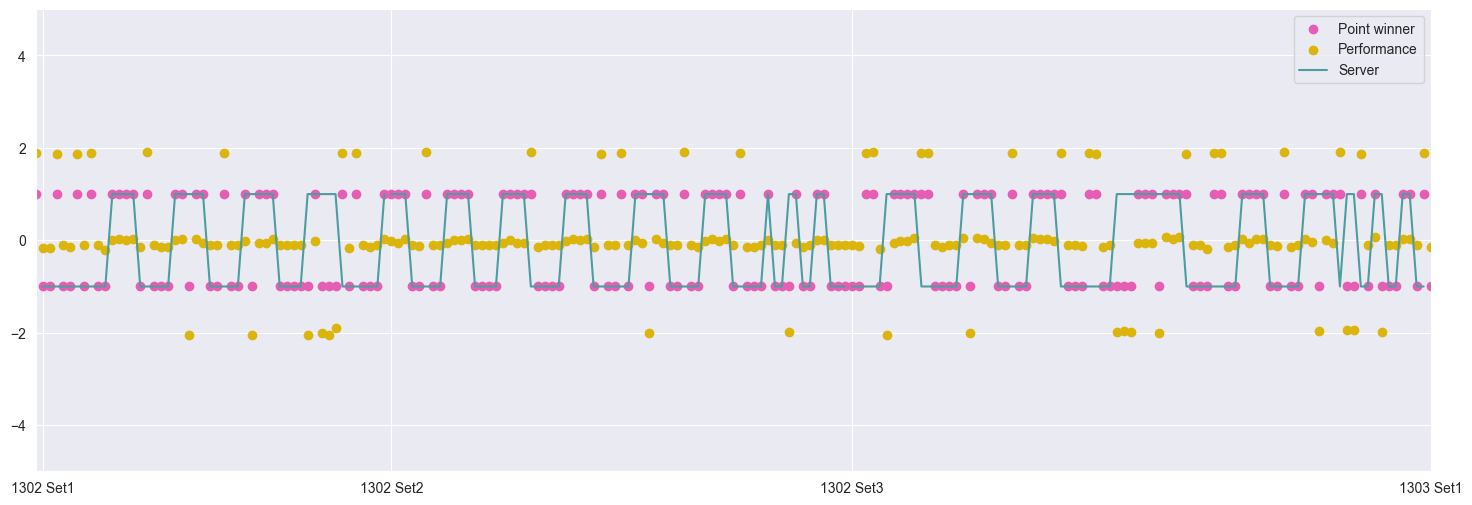 Point winner
Performance
Server
4
2
0
−2
−4
1302 Set1
1302 Set2
1302 Set3
1303 Set1